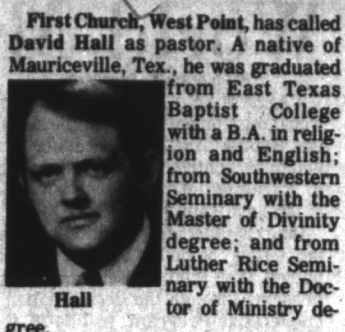 First Church, West Point, has called
David Hall as pastor. A native of
Mauriceville, Tex., he was graduated
from East Texas
Baptist College
with a B.A. in relig-
ion and English;
from Southwestern
Seminary with the
Master of Divinity
degree; and from
Luther Rice Semi-
nary with the Doc-
tor of Ministry de-
gree.
Hall